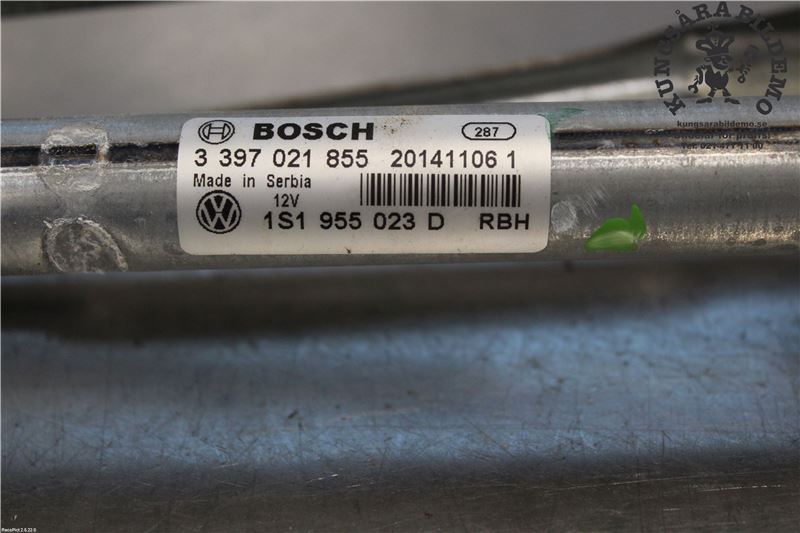 KUNGSÅRA BILDEMO
kungsarabildemo.se
BOSCH 287
3 397 021 855 20141106 1
Made in Serbia
12V
1S1 955 023 D RBH